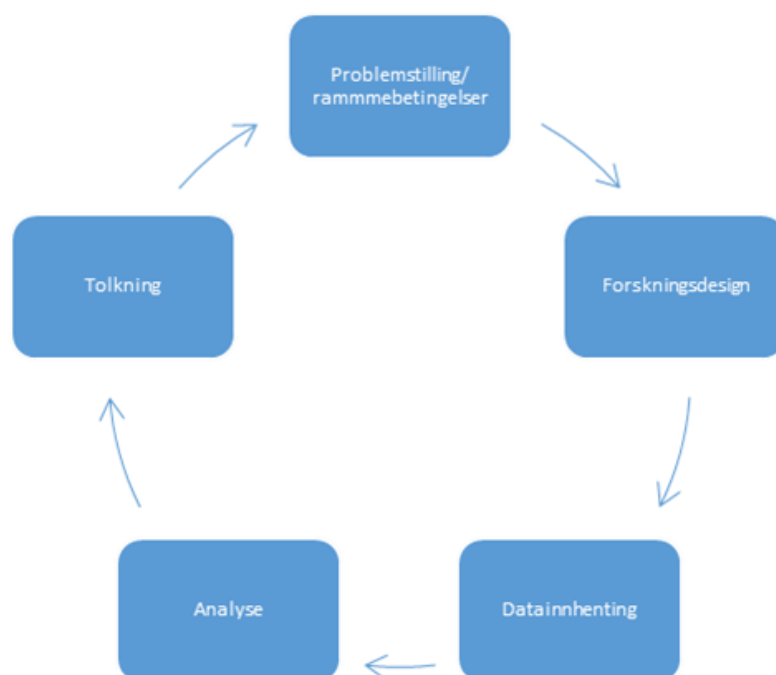 Problemstilling/
rammmebetingelser
Forskningsdesign
Datainnhenting
Analyse
Tolkning